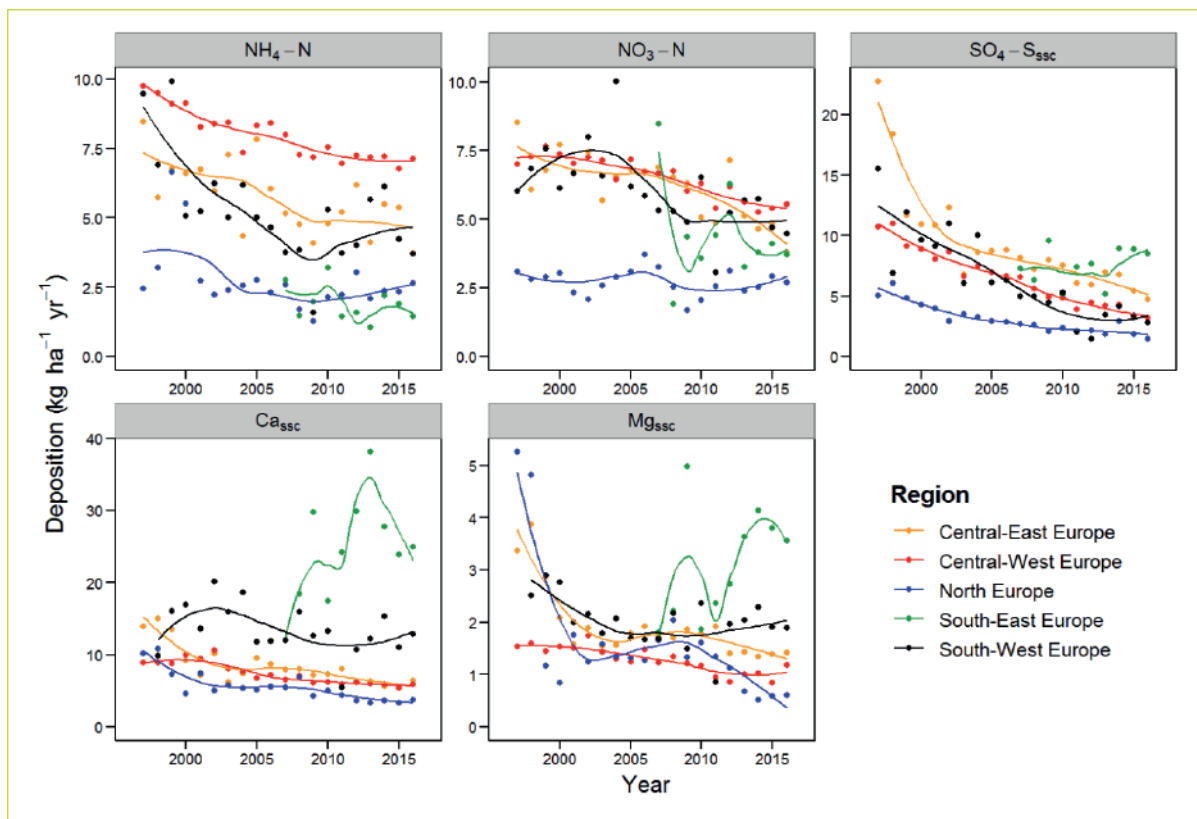 NH₄ – N
NO₃ – N
SO₄ – Sssc
10.0
7.5
5.0
2.5
0.0
2000 2005 2010 2015
10.0
7.5
5.0
2.5
0.0
2000 2005 2010 2015
20
15
10
5
0
2000 2005 2010 2015
Deposition (kg ha⁻¹ yr⁻¹)
Cassc
Mgssc
40
30
20
10
0
2000 2005 2010 2015
5
4
3
2
1
0
2000 2005 2010 2015
Year
Region
Central-East Europe
Central-West Europe
North Europe
South-East Europe
South-West Europe